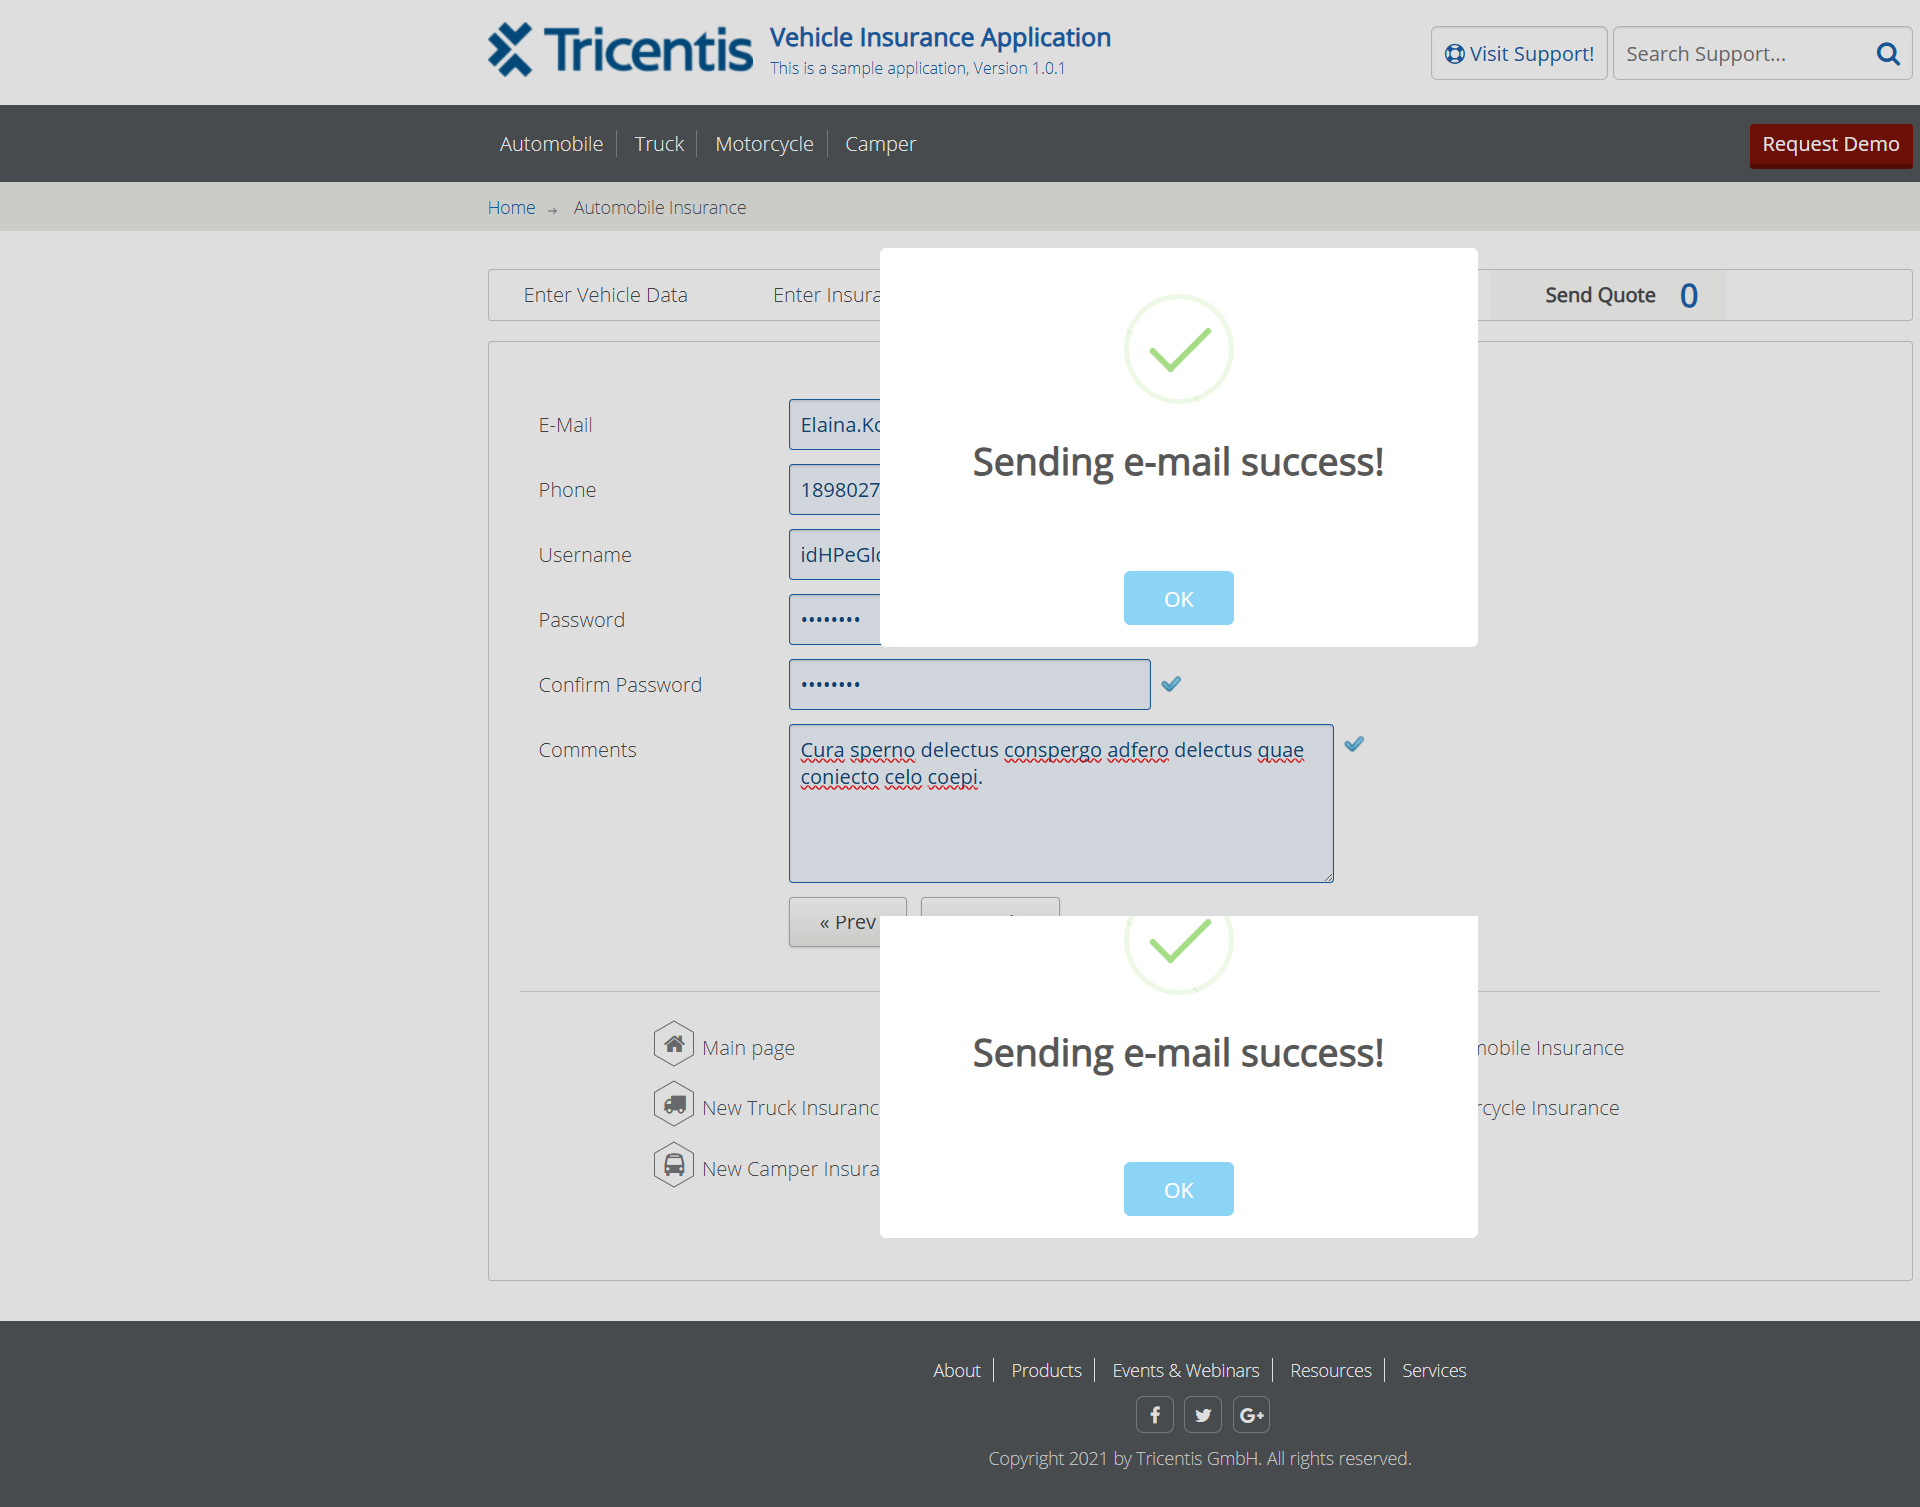 Tricentis
Vehicle Insurance Application
This is a sample application, Version 1.0.1
Visit Support!
Search Support...
Automobile
Truck
Motorcycle
Camper
Request Demo
Home → Automobile Insurance
Enter Vehicle Data
Enter Insura
Send Quote 0
Sending e-mail success!
OK
E-Mail
Elaina.Ko
Phone
1898027
Username
idHPeGlo
Password
••••••••
Confirm Password
••••••••
Comments
Cura sperno delectus conspergo adfero delectus quae
coniecto celo coepi.
« Prev
Sending e-mail success!
OK
Main page
mobile Insurance
New Truck Insuranc
rcycle Insurance
New Camper Insura
About
Products
Events & Webinars
Resources
Services
Copyright 2021 by Tricentis GmbH. All rights reserved.